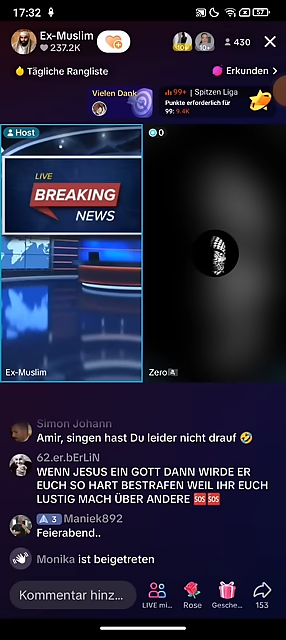 17:32
57
Ex-Muslim
237.2K
10+
10+
430
Tägliche Rangliste
Erkunden >
Vielen Dank
99+ | Spitzen Liga
Punkte erforderlich für
99: 9.4K
Host
0
LIVE
BREAKING
NEWS
Ex-Muslim
Zero
Simon Johann
Amir, singen hast Du leider nicht drauf 🤣
62.er.bErLiN
WENN JESUS EIN GOTT DANN WIRDE ER
EUCH SO HART BESTRAFEN WEIL IHR EUCH
LUSTIG MACH ÜBER ANDERE 🆘🆘
3 Maniek892
Feierabend..
Monika ist beigetreten
Kommentar hinz...
LIVE mi...
Rose
Gesche...
153